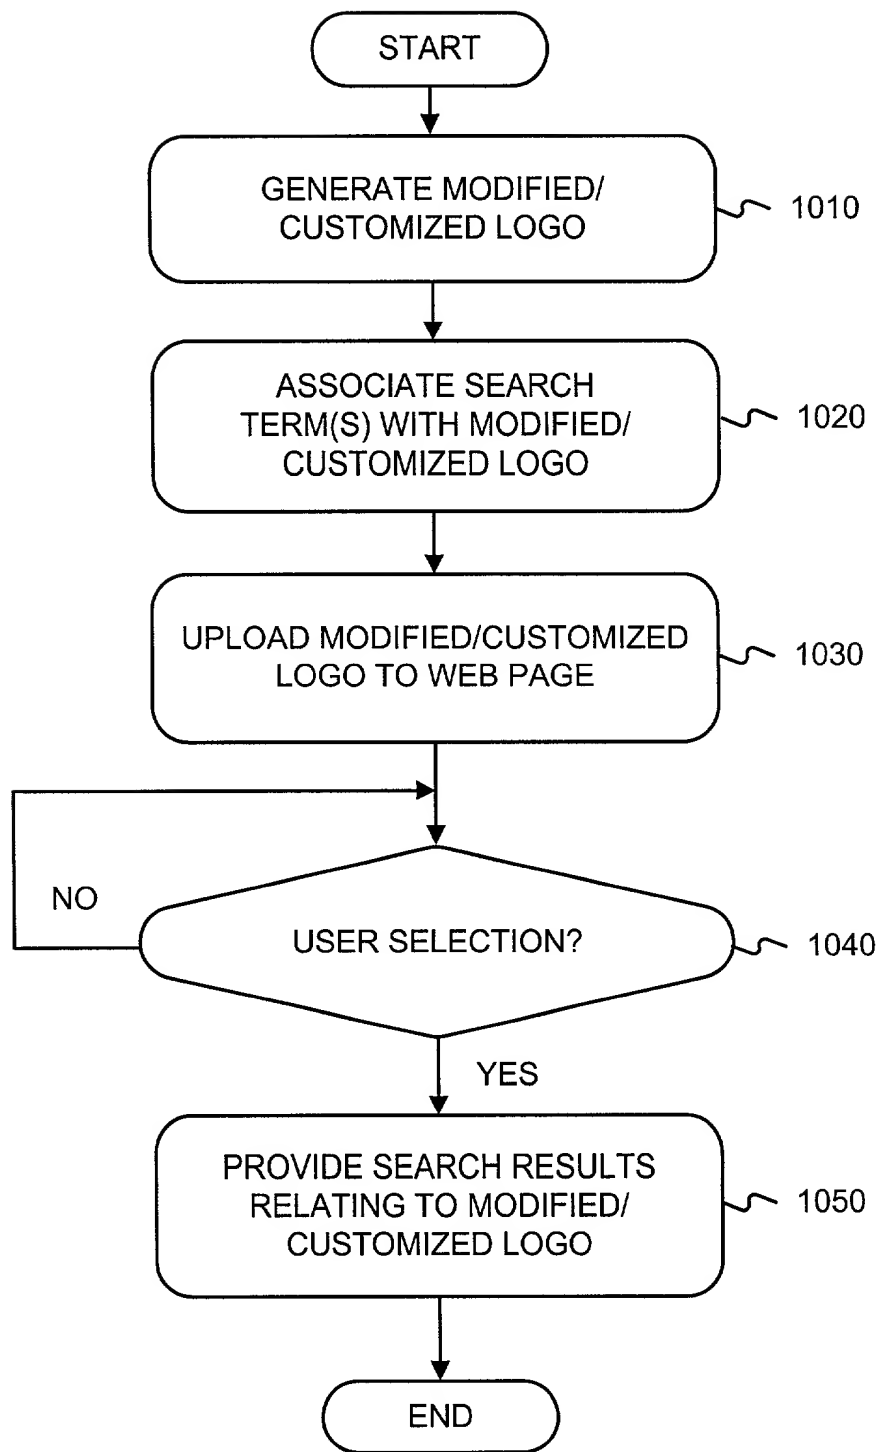 START
GENERATE MODIFIED/
CUSTOMIZED LOGO
1010
ASSOCIATE SEARCH
TERM(S) WITH MODIFIED/
CUSTOMIZED LOGO
1020
UPLOAD MODIFIED/CUSTOMIZED
LOGO TO WEB PAGE
1030
NO
USER SELECTION?
1040
YES
PROVIDE SEARCH RESULTS
RELATING TO MODIFIED/
CUSTOMIZED LOGO
1050
END